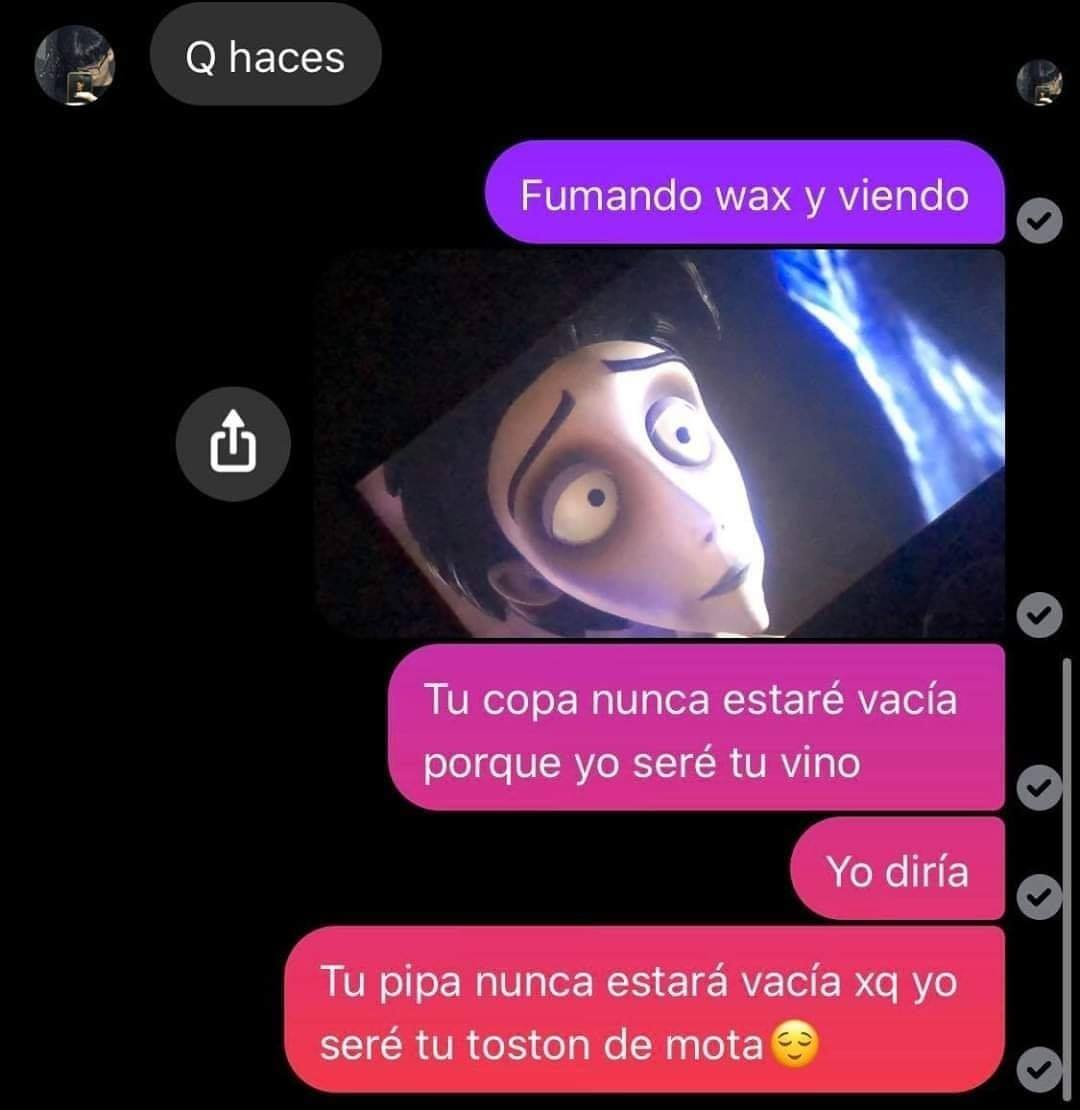 Q haces
Fumando wax y viendo
Tu copa nunca estaré vacía
porque yo seré tu vino
Yo diría
Tu pipa nunca estará vacía xq yo
seré tu toston de mota😌